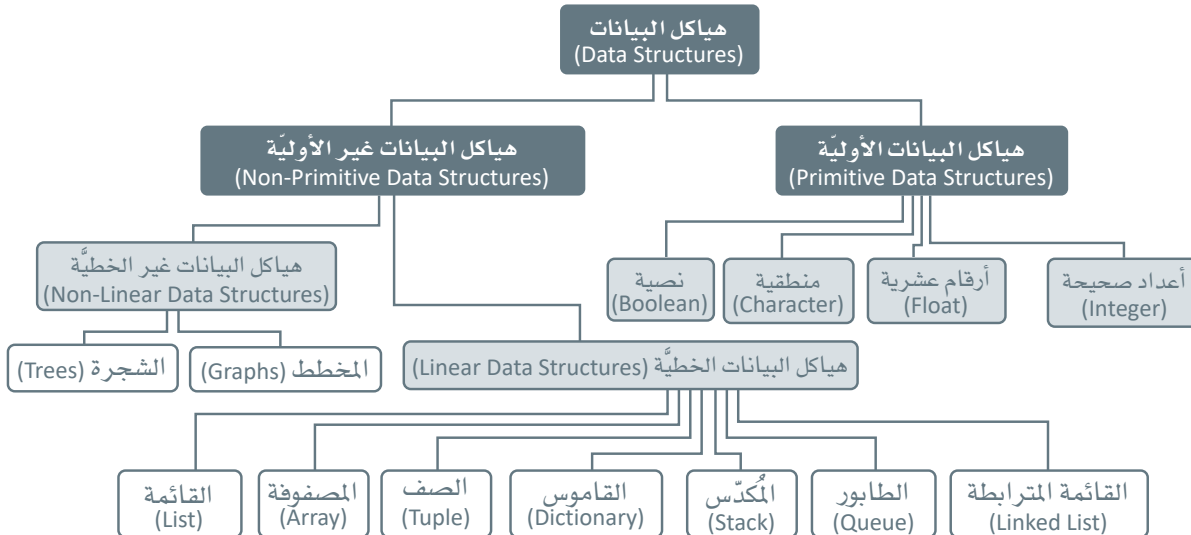 هياكل البيانات
(Data Structures)
هياكل البيانات الأوليّة
(Primitive Data Structures)
هياكل البيانات غير الأوليّة
(Non-Primitive Data Structures)
أعداد صحيحة
(Integer)
أرقام عشرية
(Float)
منطقية
(Character)
نصية
(Boolean)
هياكل البيانات غير الخطيَّة
(Non-Linear Data Structures)
هياكل البيانات الخطيَّة (Linear Data Structures)
المخطط (Graphs)
الشجرة (Trees)
القائمة المترابطة
(Linked List)
الطابور
(Queue)
المُكدّس
(Stack)
القاموس
(Dictionary)
الصف
(Tuple)
المصفوفة
(Array)
القائمة
(List)